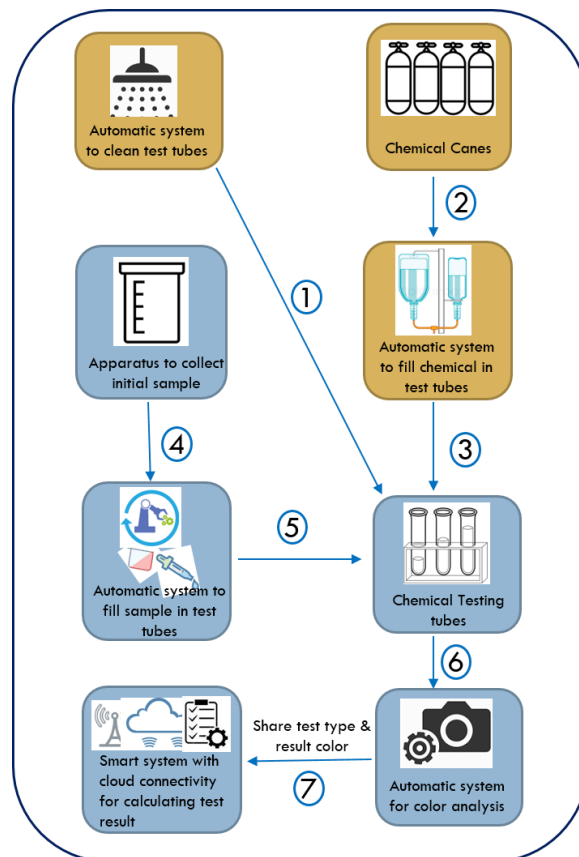 Automatic system
to clean test tubes
Chemical Canes
2
1
Apparatus to collect
initial sample
Automatic system
to fill chemical in
test tubes
4
3
Automatic system to
fill sample in test
tubes
5
Chemical Testing
tubes
6
Share test type &
result color
7
Smart system with
cloud connectivity
for calculating test
result
Automatic system
for color analysis